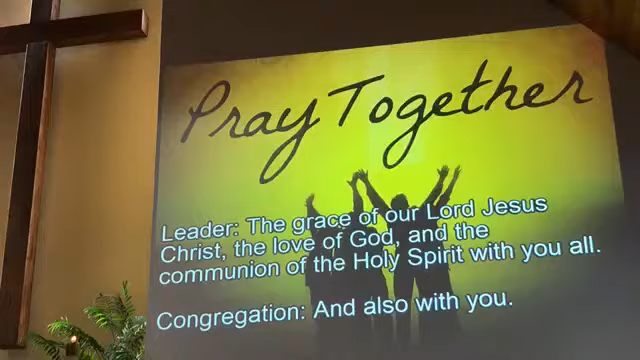 Pray Together
Leader: The grace of our Lord Jesus
Christ, the love of God, and the
communion of the Holy Spirit with you all.
Congregation: And also with you.